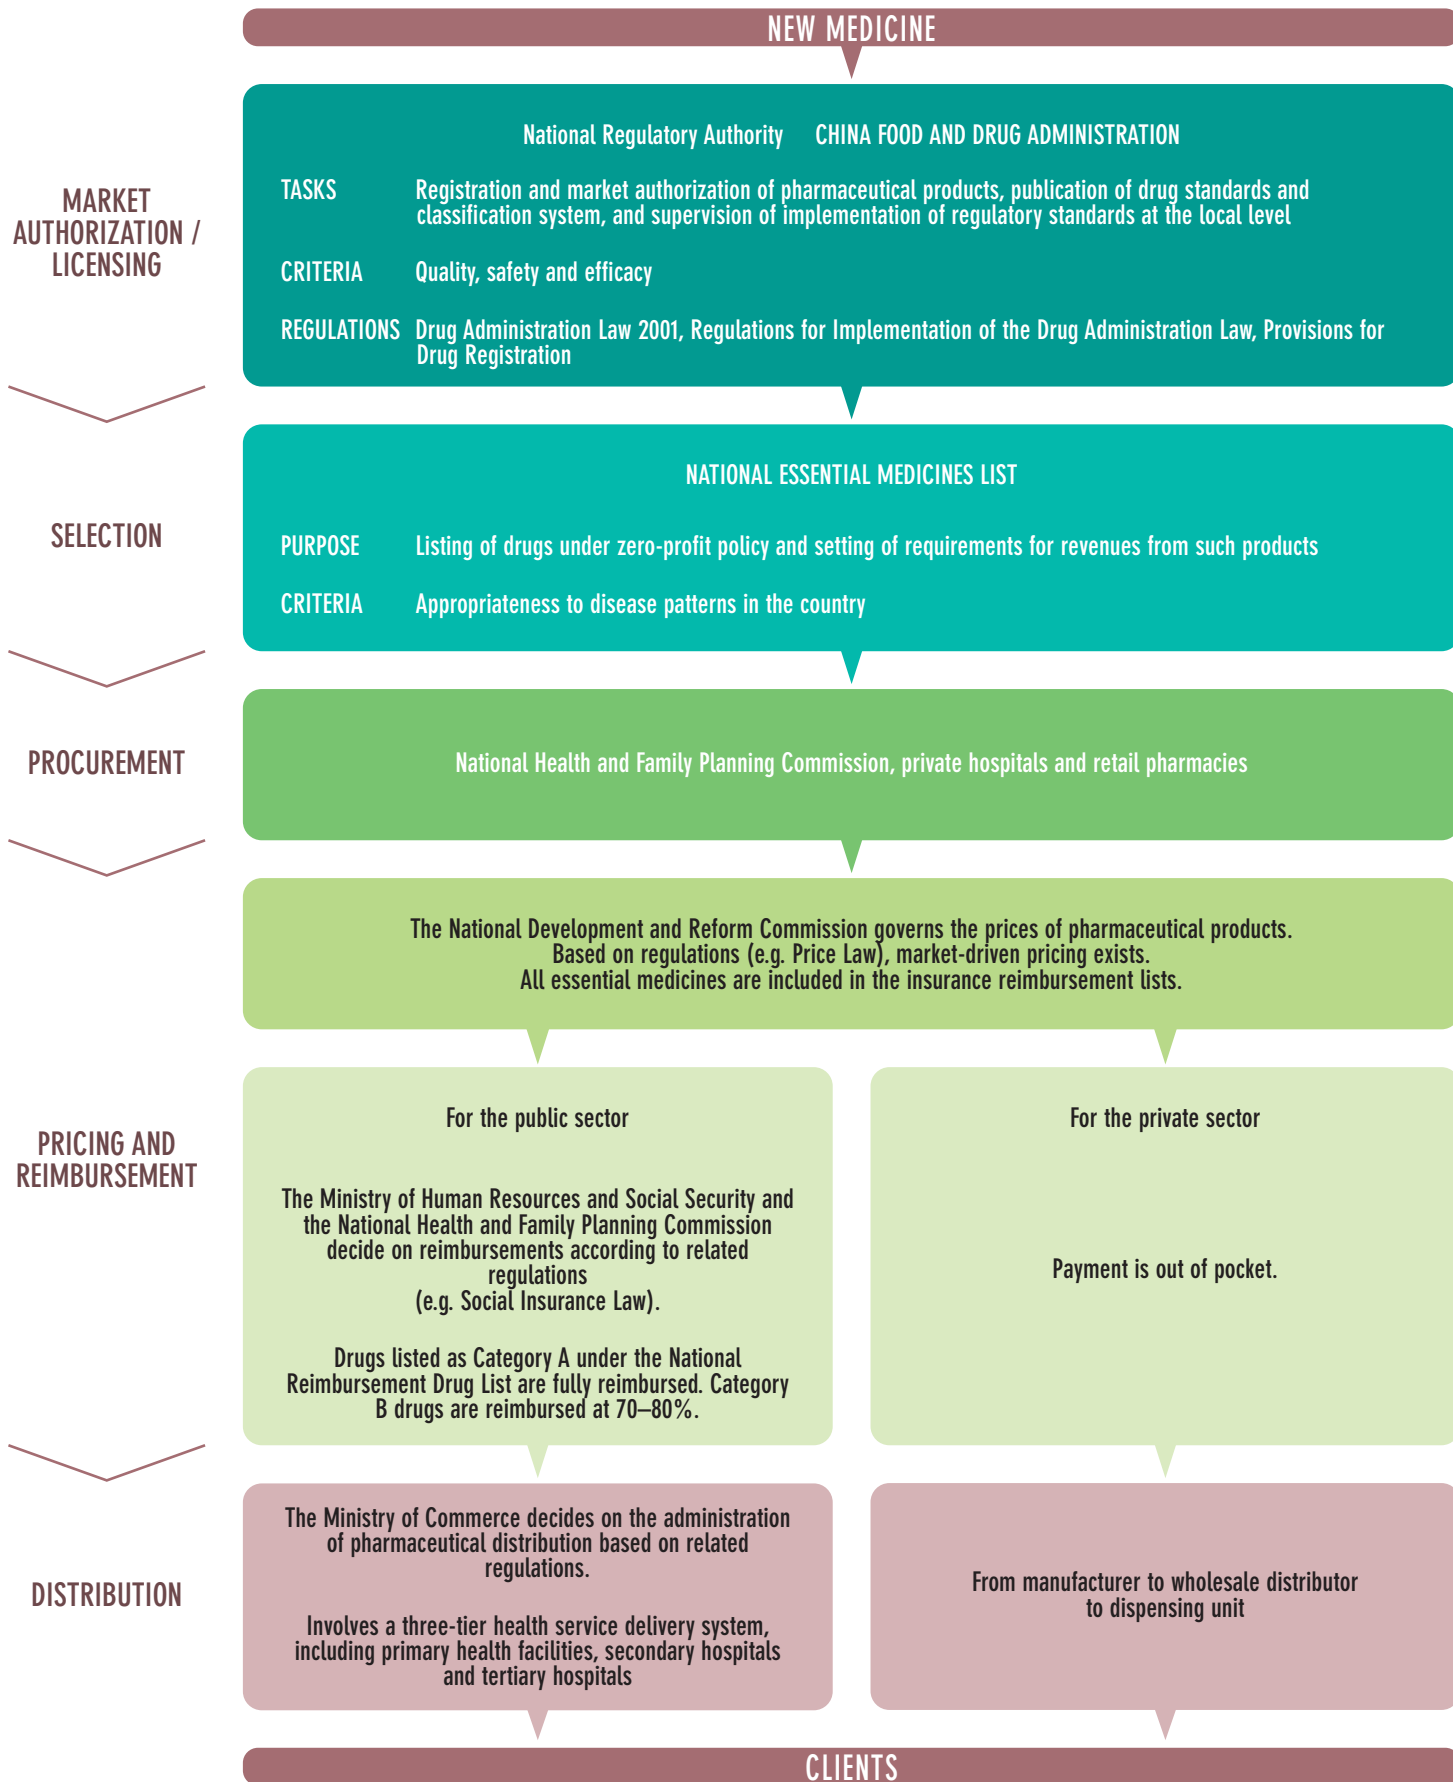 NEW MEDICINE
MARKET
AUTHORIZATION /
LICENSING
National Regulatory Authority CHINA FOOD AND DRUG ADMINISTRATION
TASKS Registration and market authorization of pharmaceutical products, publication of drug standards and
classification system, and supervision of implementation of regulatory standards at the local level
CRITERIA Quality, safety and efficacy
REGULATIONS Drug Administration Law 2001, Regulations for Implementation of the Drug Administration Law, Provisions for
Drug Registration
SELECTION
NATIONAL ESSENTIAL MEDICINES LIST
PURPOSE Listing of drugs under zero-profit policy and setting of requirements for revenues from such products
CRITERIA Appropriateness to disease patterns in the country
PROCUREMENT
National Health and Family Planning Commission, private hospitals and retail pharmacies
PRICING AND
REIMBURSEMENT
The National Development and Reform Commission governs the prices of pharmaceutical products.
Based on regulations (e.g. Price Law), market-driven pricing exists.
All essential medicines are included in the insurance reimbursement lists.
For the public sector
The Ministry of Human Resources and Social Security and
the National Health and Family Planning Commission
decide on reimbursements according to related
regulations
(e.g. Social Insurance Law).
Drugs listed as Category A under the National
Reimbursement Drug List are fully reimbursed. Category
B drugs are reimbursed at 70–80%.
For the private sector
Payment is out of pocket.
DISTRIBUTION
The Ministry of Commerce decides on the administration
of pharmaceutical distribution based on related
regulations.
Involves a three-tier health service delivery system,
including primary health facilities, secondary hospitals
and tertiary hospitals
From manufacturer to wholesale distributor
to dispensing unit
CLIENTS